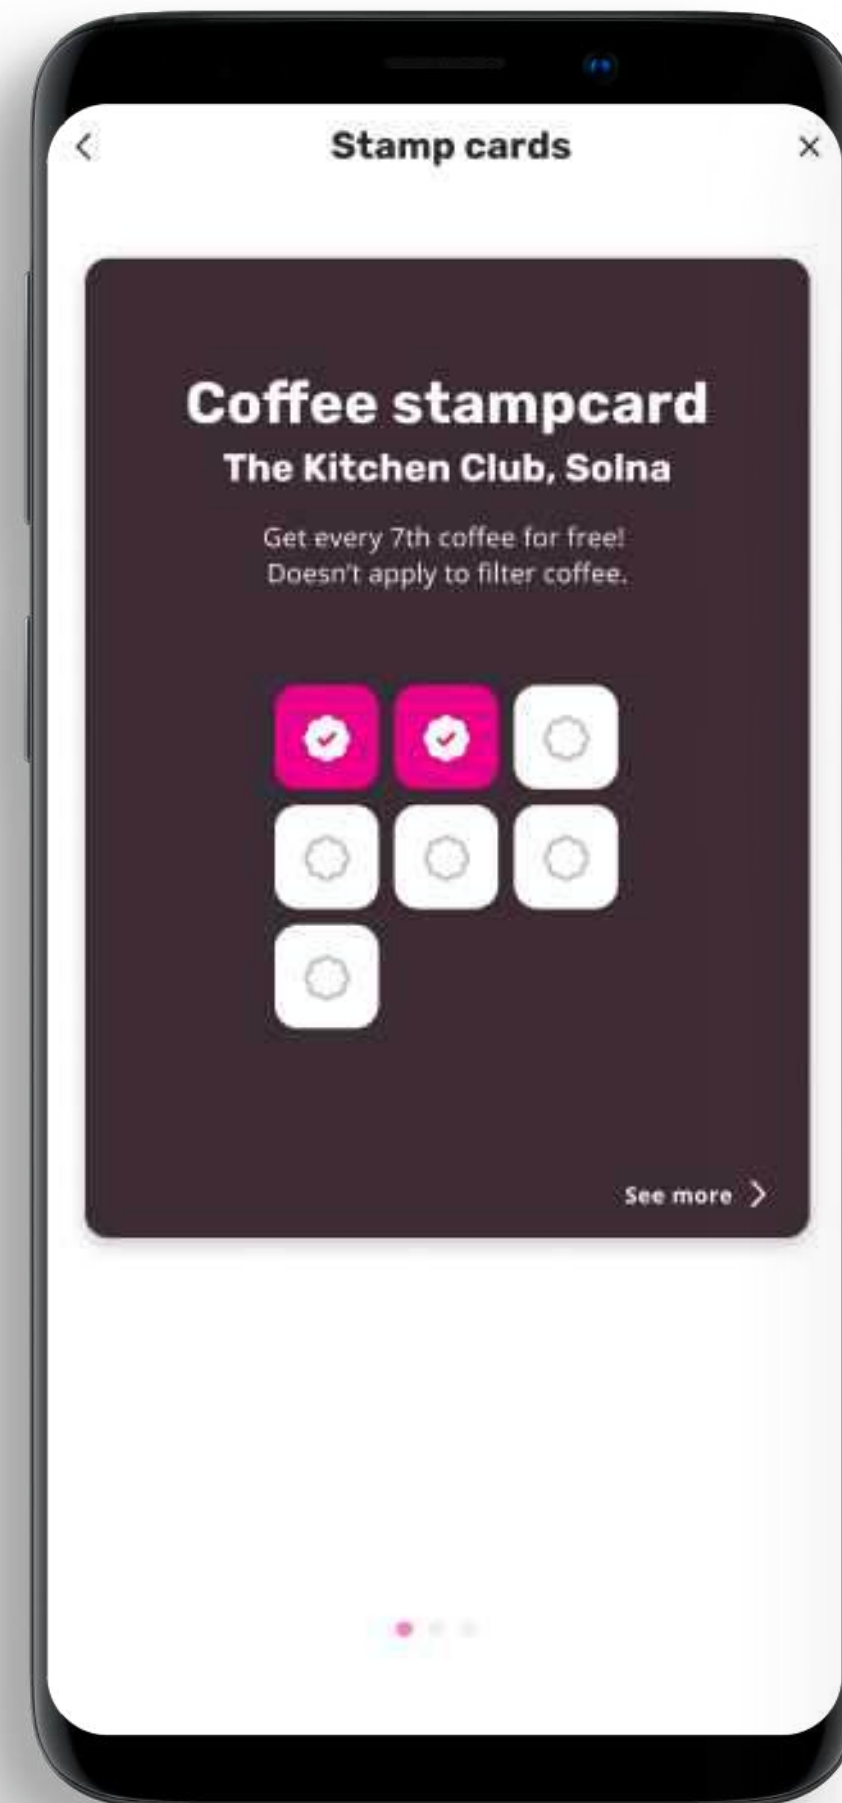 Stamp cards
Coffee stampcard
The Kitchen Club, Solna
Get every 7th coffee for free!
Doesn't apply to filter coffee.
See more